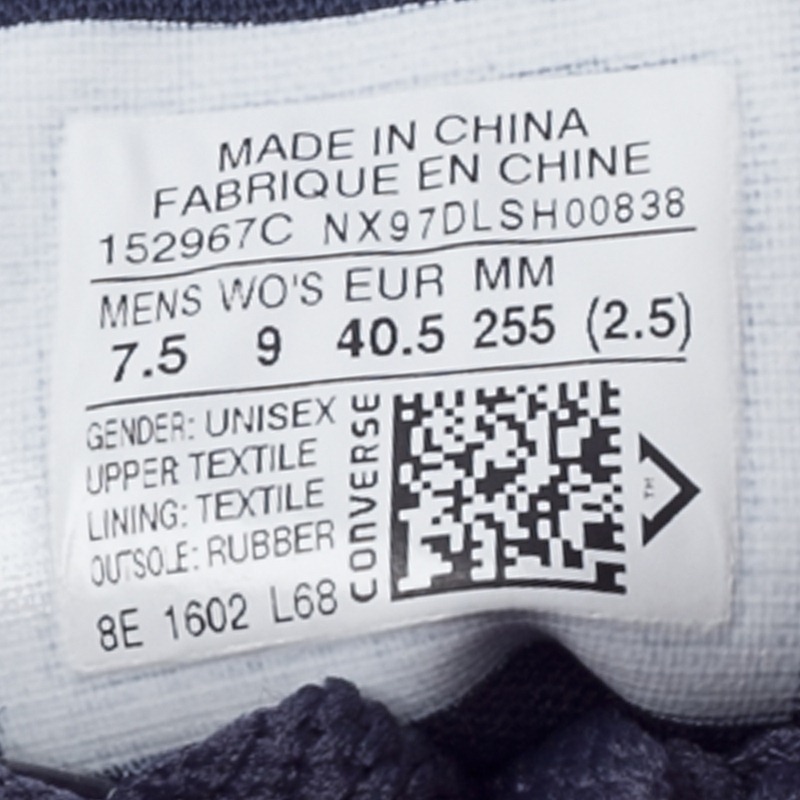 MADE IN CHINA
FABRIQUE EN CHINE
152967C NX97DLSH00838
MENS WO'S EUR MM
7.5 9 40.5 255 (2.5)
GENDER: UNISEX
UPPER TEXTILE
LINING: TEXTILE
OUTSOLE: RUBBER
8E 1602 L68
CONVERSE
TM